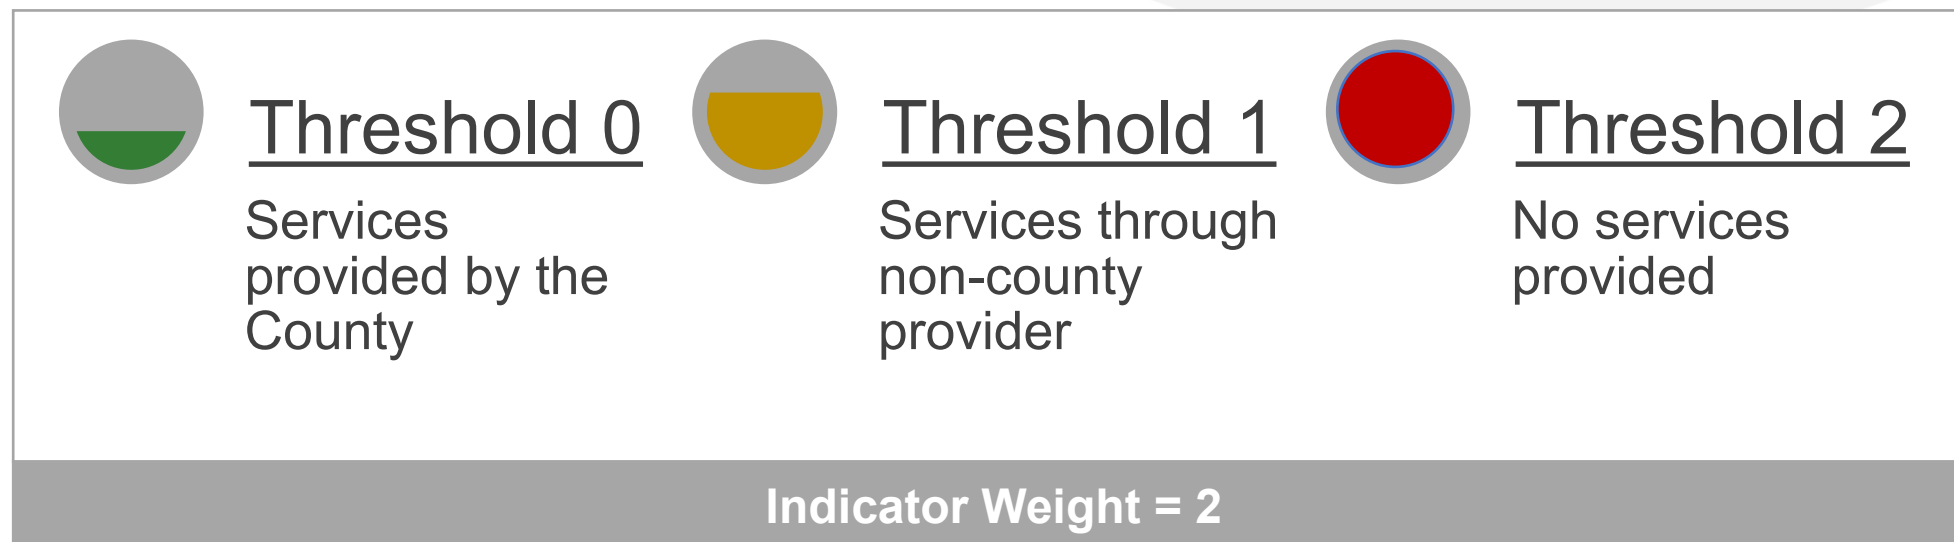 Threshold 0
Services
provided by the
County
Threshold 1
Services through
non-county
provider
Threshold 2
No services
provided
Indicator Weight = 2